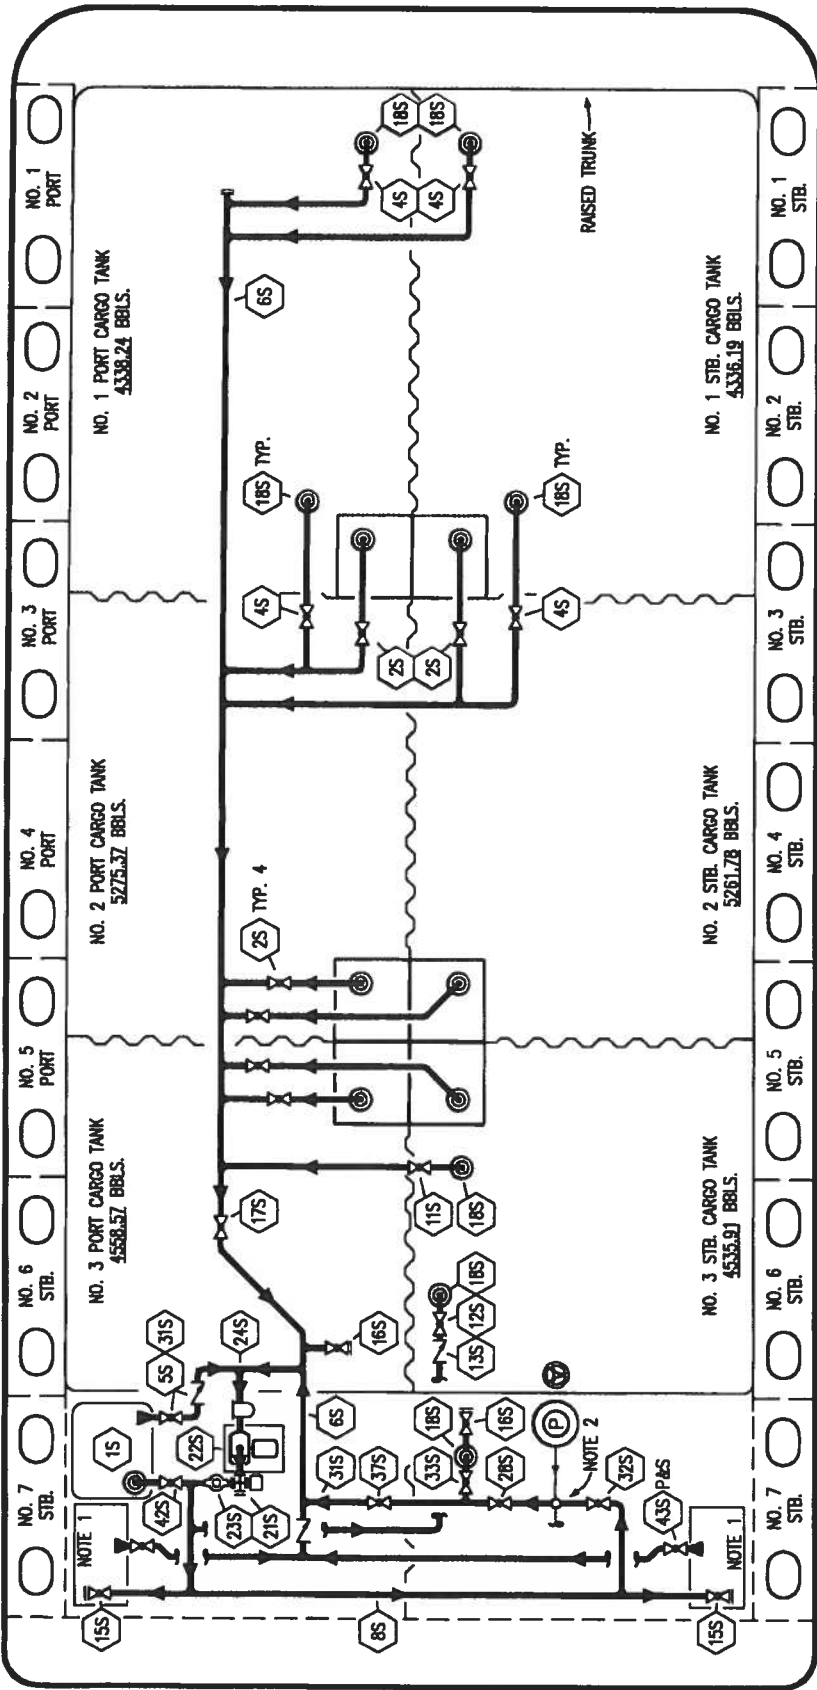 NO. 1
PORT
NO. 2
PORT
NO. 3
PORT
NO. 4
PORT
NO. 5
PORT
NO. 6
STB.
NO. 7
STB.
NO. 1 PORT CARGO TANK
4338.24 BBLS.
NO. 2 PORT CARGO TANK
5275.37 BBLS.
NO. 3 PORT CARGO TANK
4558.57 BBLS.
18S
18S
4S
4S
6S
RAISED TRUNK
18S TYP.
4S
2S
2S
4S
18S TYP.
2S TYP. 4
17S
11S
18S
16S
18S
12S
13S
24S
31S
5S
1S
22S
42S
23S
21S
6S
31S
37S
33S
18S
16S
28S
NOTE 2
P
32S
43S P&S
NOTE 1
NOTE 1
15S
8S
15S
NO. 1 STB. CARGO TANK
4336.19 BBLS.
NO. 2 STB. CARGO TANK
5261.78 BBLS.
NO. 3 STB. CARGO TANK
4535.91 BBLS.
NO. 1
STB.
NO. 2
STB.
NO. 3
STB.
NO. 4
STB.
NO. 5
STB.
NO. 6
STB.
NO. 7
STB.